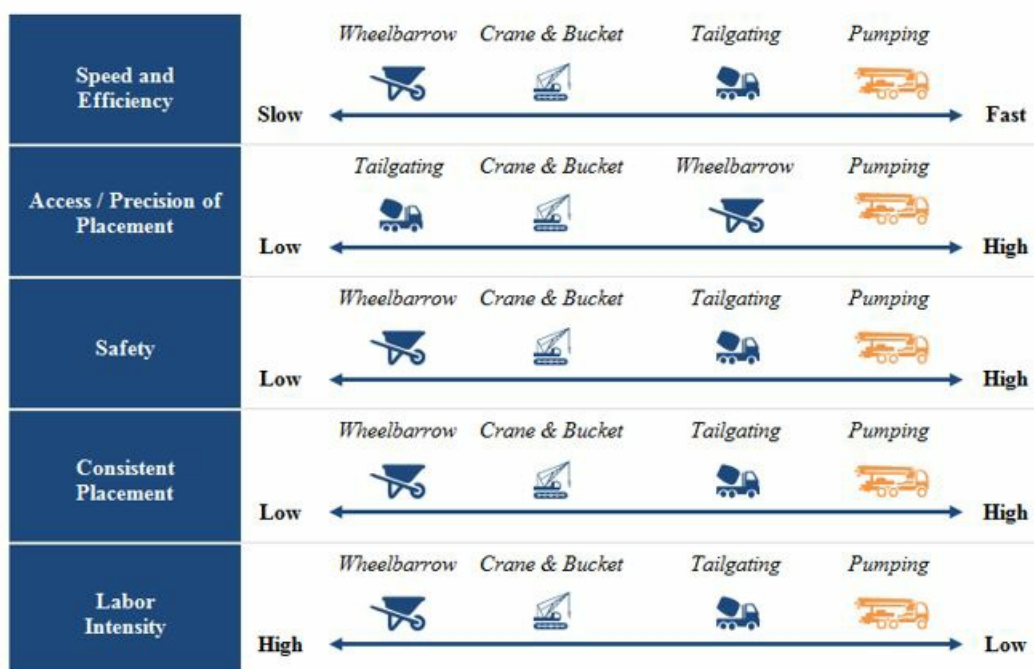 Wheelbarrow Crane & Bucket Tailgating Pumping
Speed and
Efficiency
Slow Fast
Tailgating Crane & Bucket Wheelbarrow Pumping
Access / Precision of
Placement
Low High
Wheelbarrow Crane & Bucket Tailgating Pumping
Safety
Low High
Wheelbarrow Crane & Bucket Tailgating Pumping
Consistent
Placement
Low High
Wheelbarrow Crane & Bucket Tailgating Pumping
Labor
Intensity
High Low